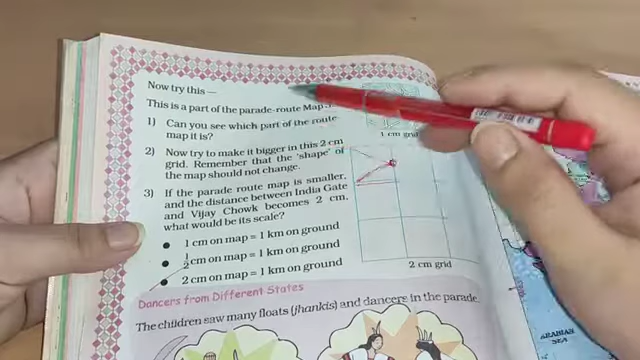 Now try this —
This is a part of the parade-route Map
1) Can you see which part of the route
map it is?
1 cm grid
2) Now try to make it bigger in this 2 cm
grid. Remember that the 'shape' of
the map should not change.
3) If the parade route map is smaller,
and the distance between India Gate
and Vijay Chowk becomes 2 cm,
what would be its scale?
● 1 cm on map = 1 km on ground
● 1/2 cm on map = 1 km on ground
● 2 cm on map = 1 km on ground
2 cm grid
Dancers from Different States
The children saw many floats (jhankis) and dancers in the parade.
ARABIAN
SEA